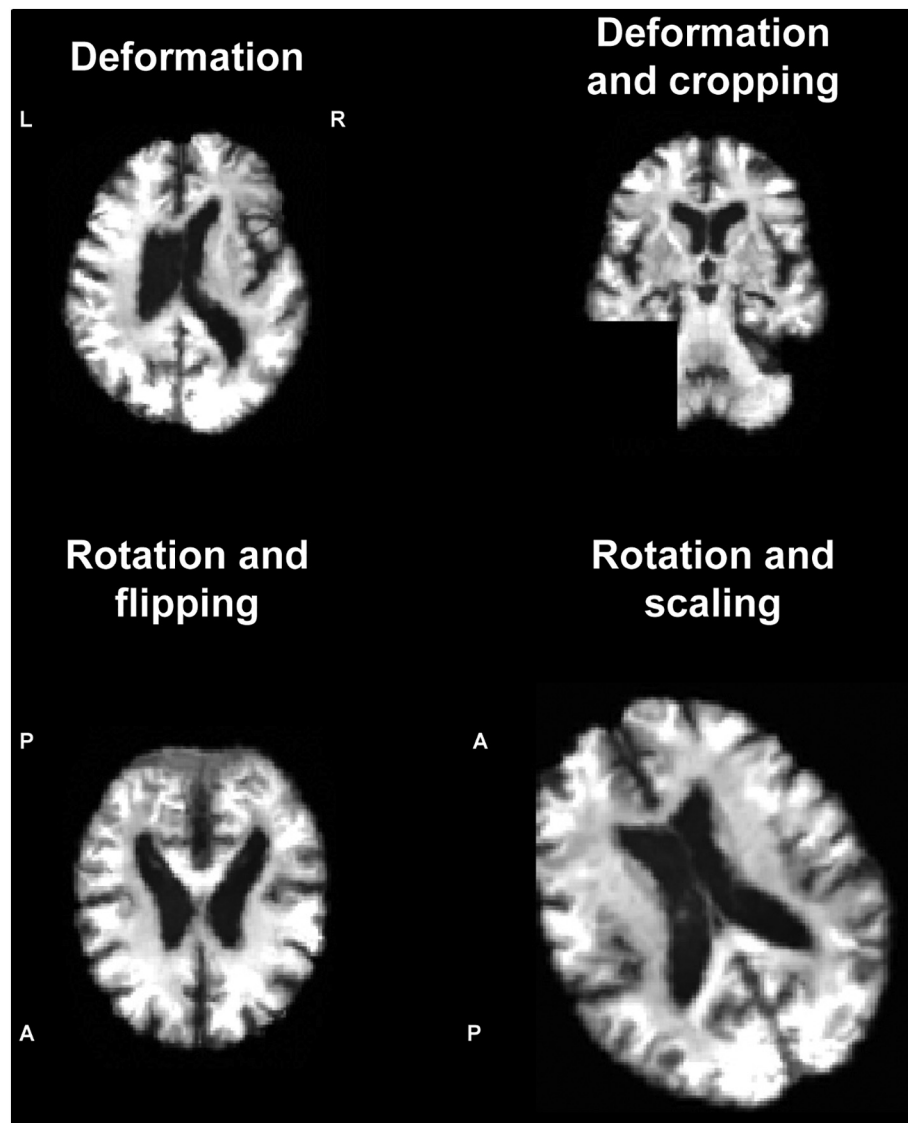 Deformation
Deformation
and cropping
L
R
Rotation and
flipping
Rotation and
scaling
P
A
A
P